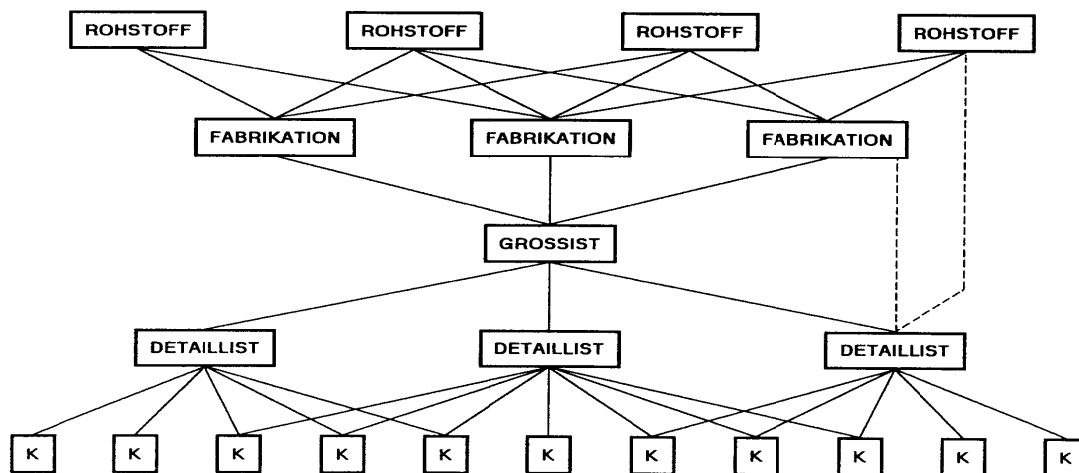 ROHSTOFF ROHSTOFF ROHSTOFF ROHSTOFF
FABRIKATION FABRIKATION FABRIKATION
GROSSIST
DETAILLIST DETAILLIST DETAILLIST
K K K K K K K K K K K